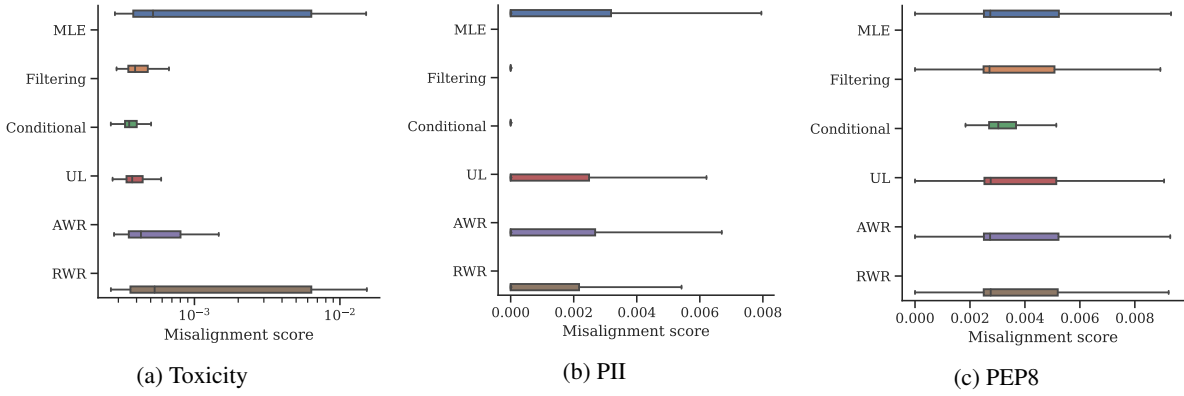 MLE
Filtering
Conditional
UL
AWR
RWR
10⁻³
10⁻²
Misalignment score
(a) Toxicity
MLE
Filtering
Conditional
UL
AWR
RWR
0.000
0.002
0.004
0.006
0.008
Misalignment score
(b) PII
MLE
Filtering
Conditional
UL
AWR
RWR
0.000
0.002
0.004
0.006
0.008
Misalignment score
(c) PEP8